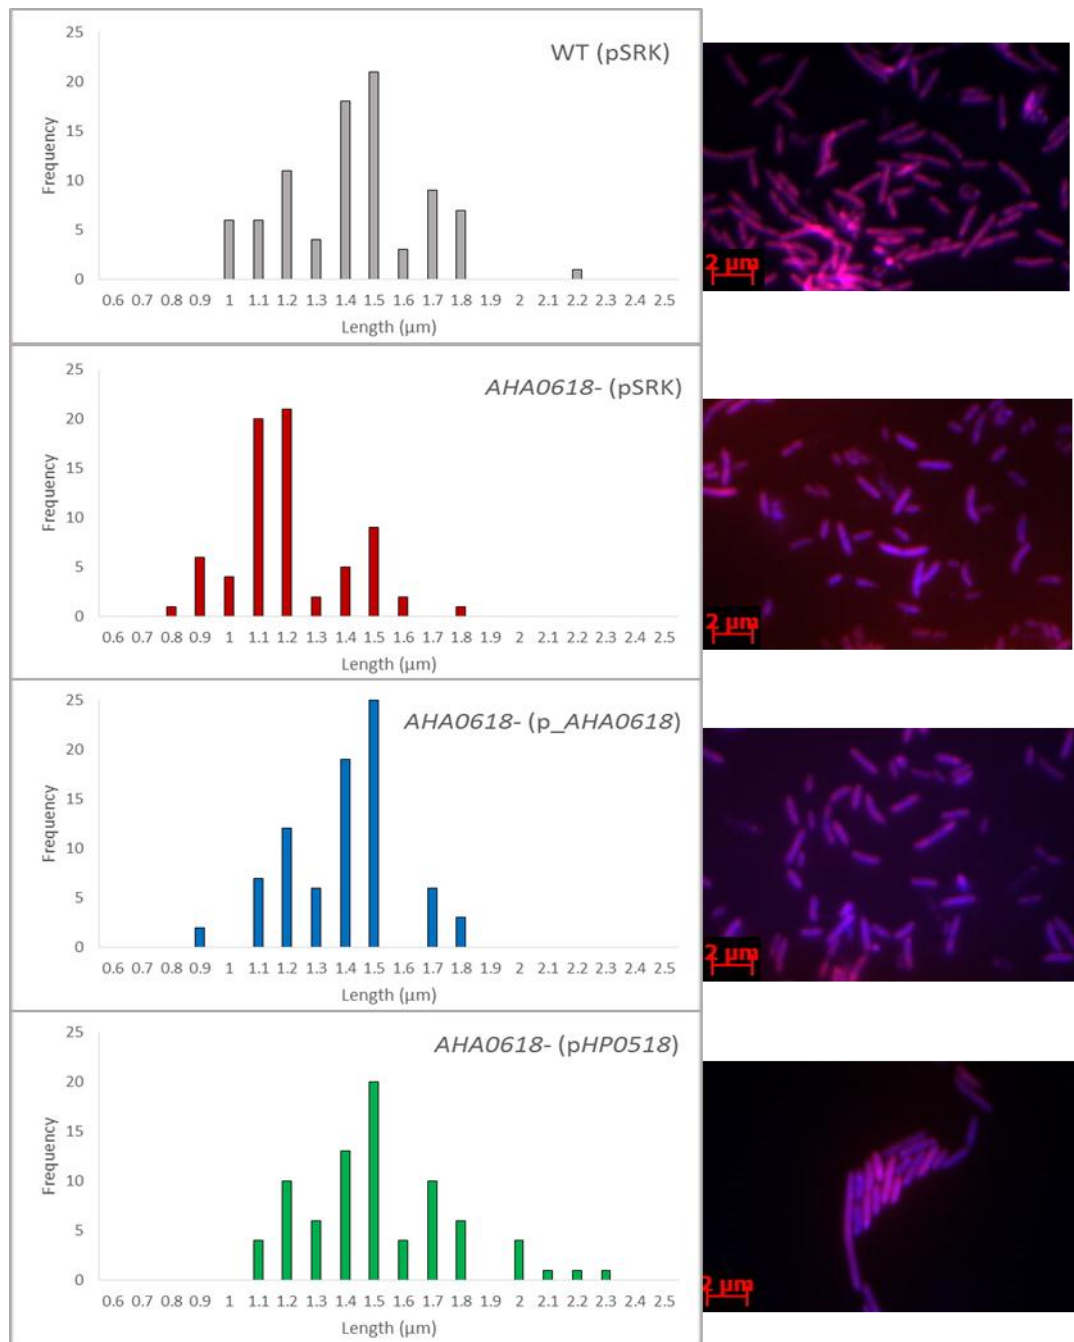 25
WT (pSRK)
20
15
10
5
0
Frequency
0.6 0.7 0.8 0.9 1 1.1 1.2 1.3 1.4 1.5 1.6 1.7 1.8 1.9 2 2.1 2.2 2.3 2.4 2.5
Length (µm)
2 µm
25
AHA0618- (pSRK)
20
15
10
5
0
Frequency
0.6 0.7 0.8 0.9 1 1.1 1.2 1.3 1.4 1.5 1.6 1.7 1.8 1.9 2 2.1 2.2 2.3 2.4 2.5
Length (µm)
2 µm
25
AHA0618- (p_AHA0618)
20
15
10
5
0
Frequency
0.6 0.7 0.8 0.9 1 1.1 1.2 1.3 1.4 1.5 1.6 1.7 1.8 1.9 2 2.1 2.2 2.3 2.4 2.5
Length (µm)
2 µm
25
AHA0618- (pHP0518)
20
15
10
5
0
Frequency
0.6 0.7 0.8 0.9 1 1.1 1.2 1.3 1.4 1.5 1.6 1.7 1.8 1.9 2 2.1 2.2 2.3 2.4 2.5
Length (µm)
2 µm